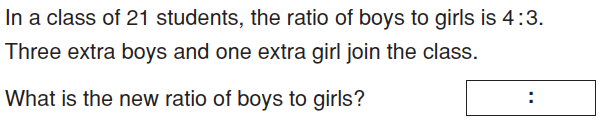 In a class of 21 students, the ratio of boys to girls is 4:3.
Three extra boys and one extra girl join the class.
What is the new ratio of boys to girls? :